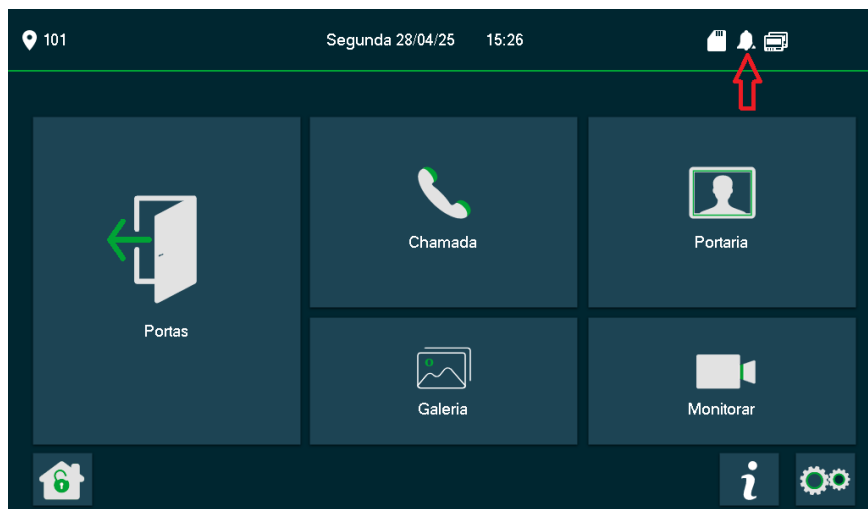 101
Segunda 28/04/25 15:26
Portas
Chamada
Portaria
Galeria
Monitorar